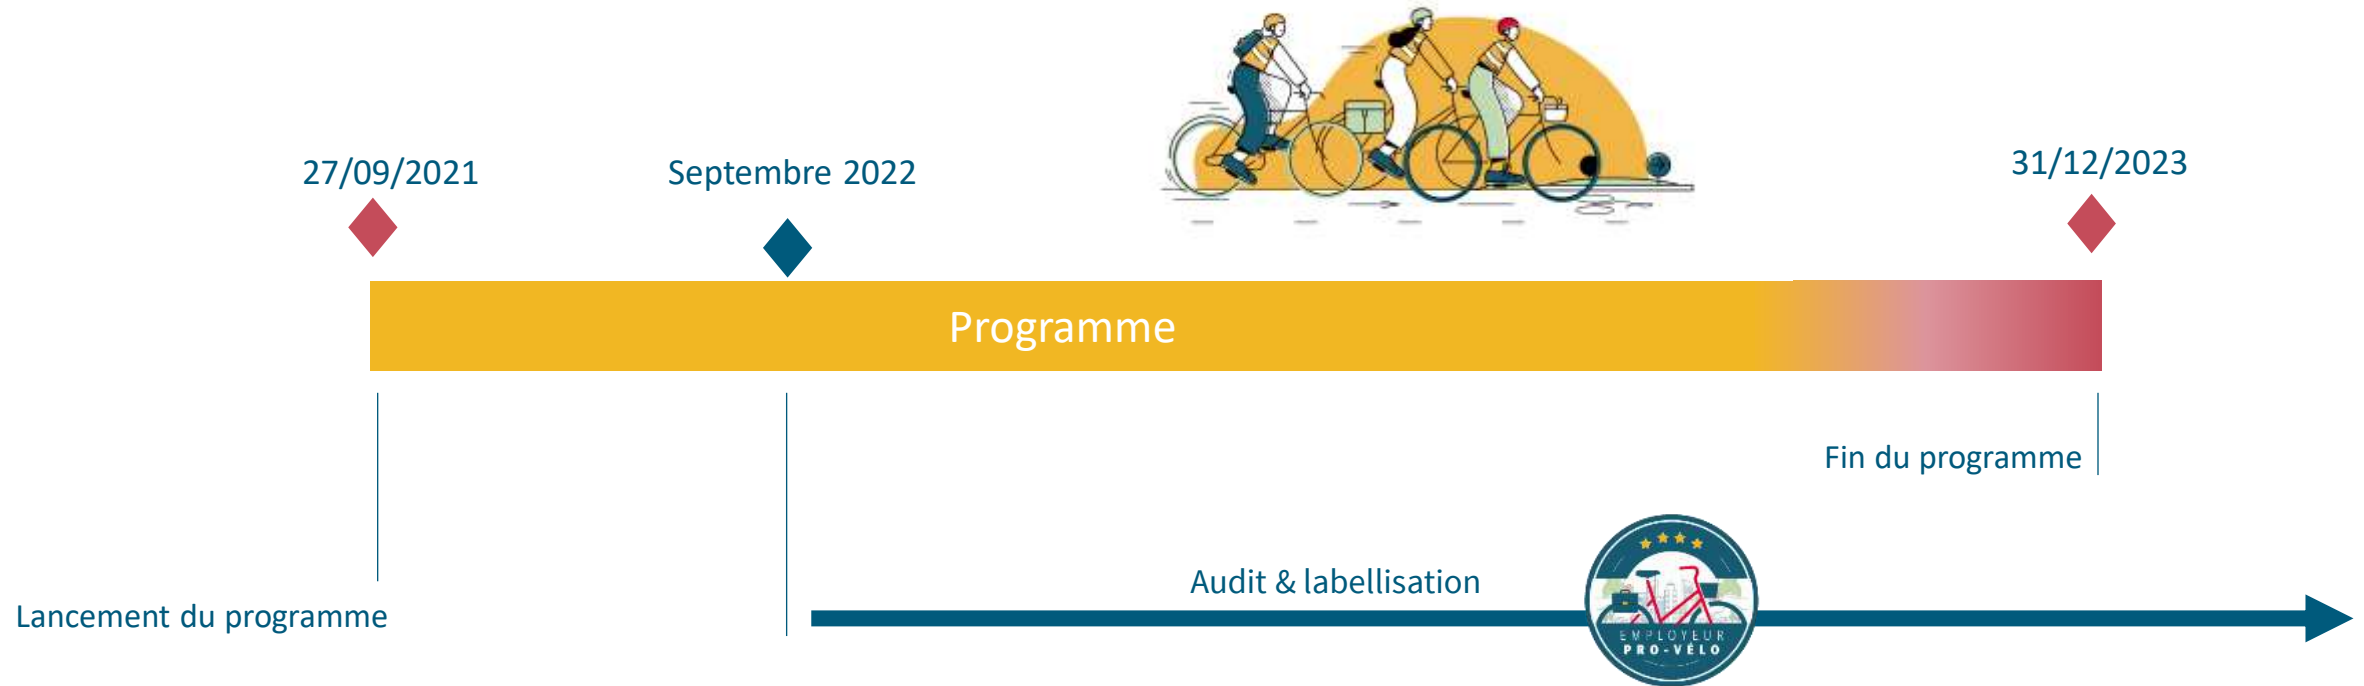 27/09/2021
Septembre 2022
31/12/2023
Programme
Fin du programme
Audit & labellisation
Lancement du programme
EMPLOYEUR
PRO-VÉLO